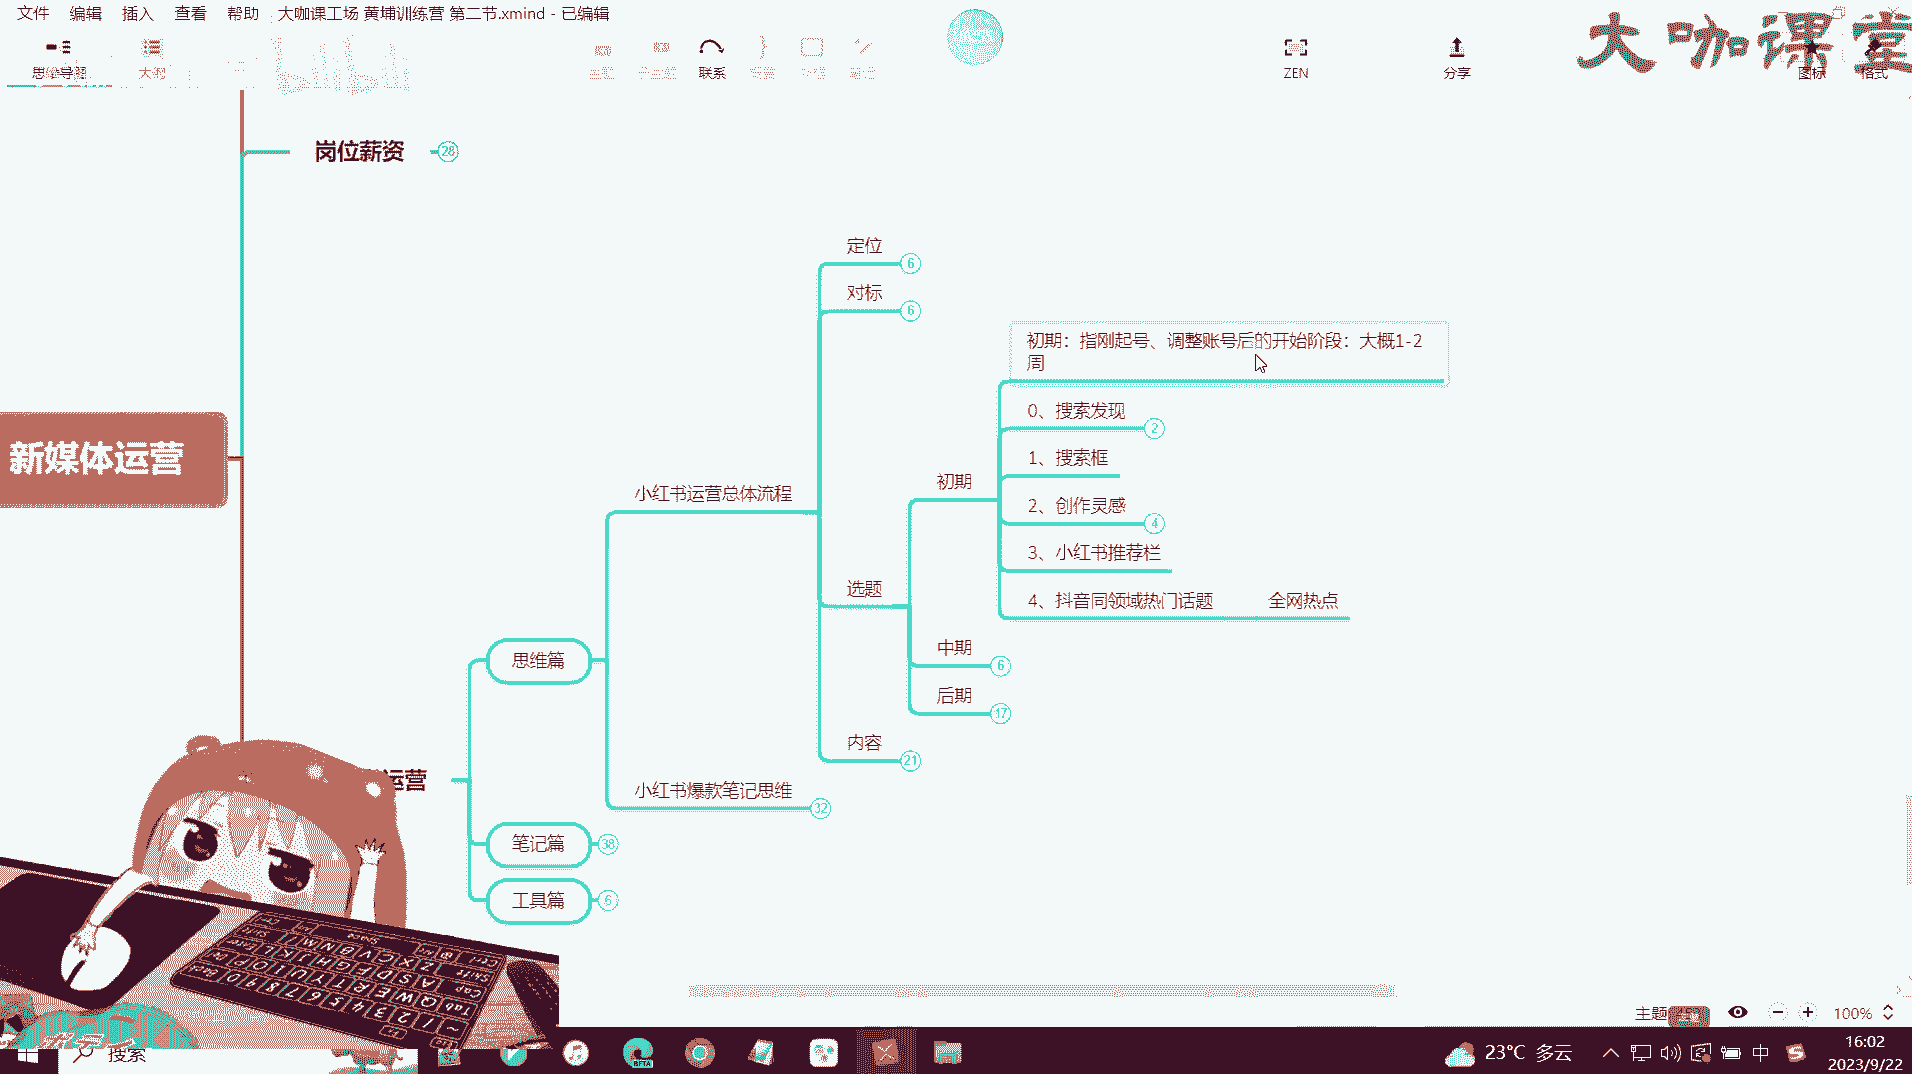 文件 编辑 插入 查看 帮助 大咖课工场 黄埔训练营 第二节.xmind - 已编辑
大咖课堂
思维导图 大纲 联系 ZEN 分享 图标 格式
岗位薪资 28
定位 6
对标 6
初期：指刚起号、调整账号后的开始阶段：大概1-2
周
0、搜索发现 2
1、搜索框
新媒体运营
初期
小红书运营总体流程
2、创作灵感 4
3、小红书推荐栏
选题
4、抖音同领域热门话题 全网热点
中期 6
思维篇
后期 17
内容 21
运营
小红书爆款笔记思维 32
笔记篇 38
工具篇 6
主题
100%
搜索
BETA
23°C 多云
中
16:02
2023/9/22